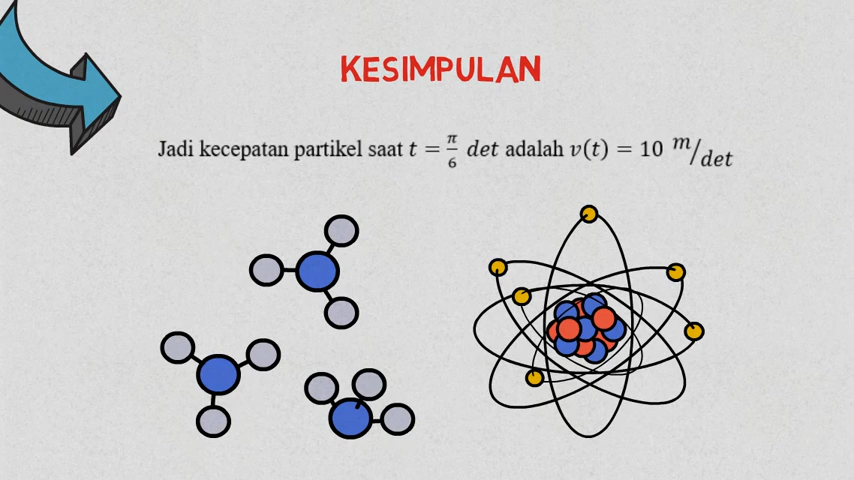 KESIMPULAN
Jadi kecepatan partikel saat t = π/6 det adalah v(t) = 10 m/det